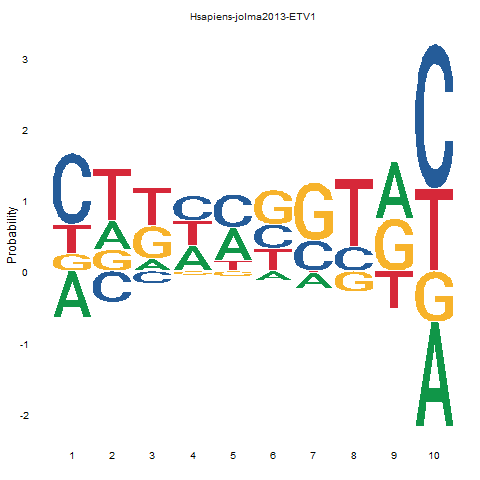 Hsapiens-jolma2013-ETV1
Probability
3
2
1
0
-1
-2
C T G A
T A G C
T G A C
C T A G
C A T G
G C T A
G C A
T C G
A G T
C T G A
1 2 3 4 5 6 7 8 9 10